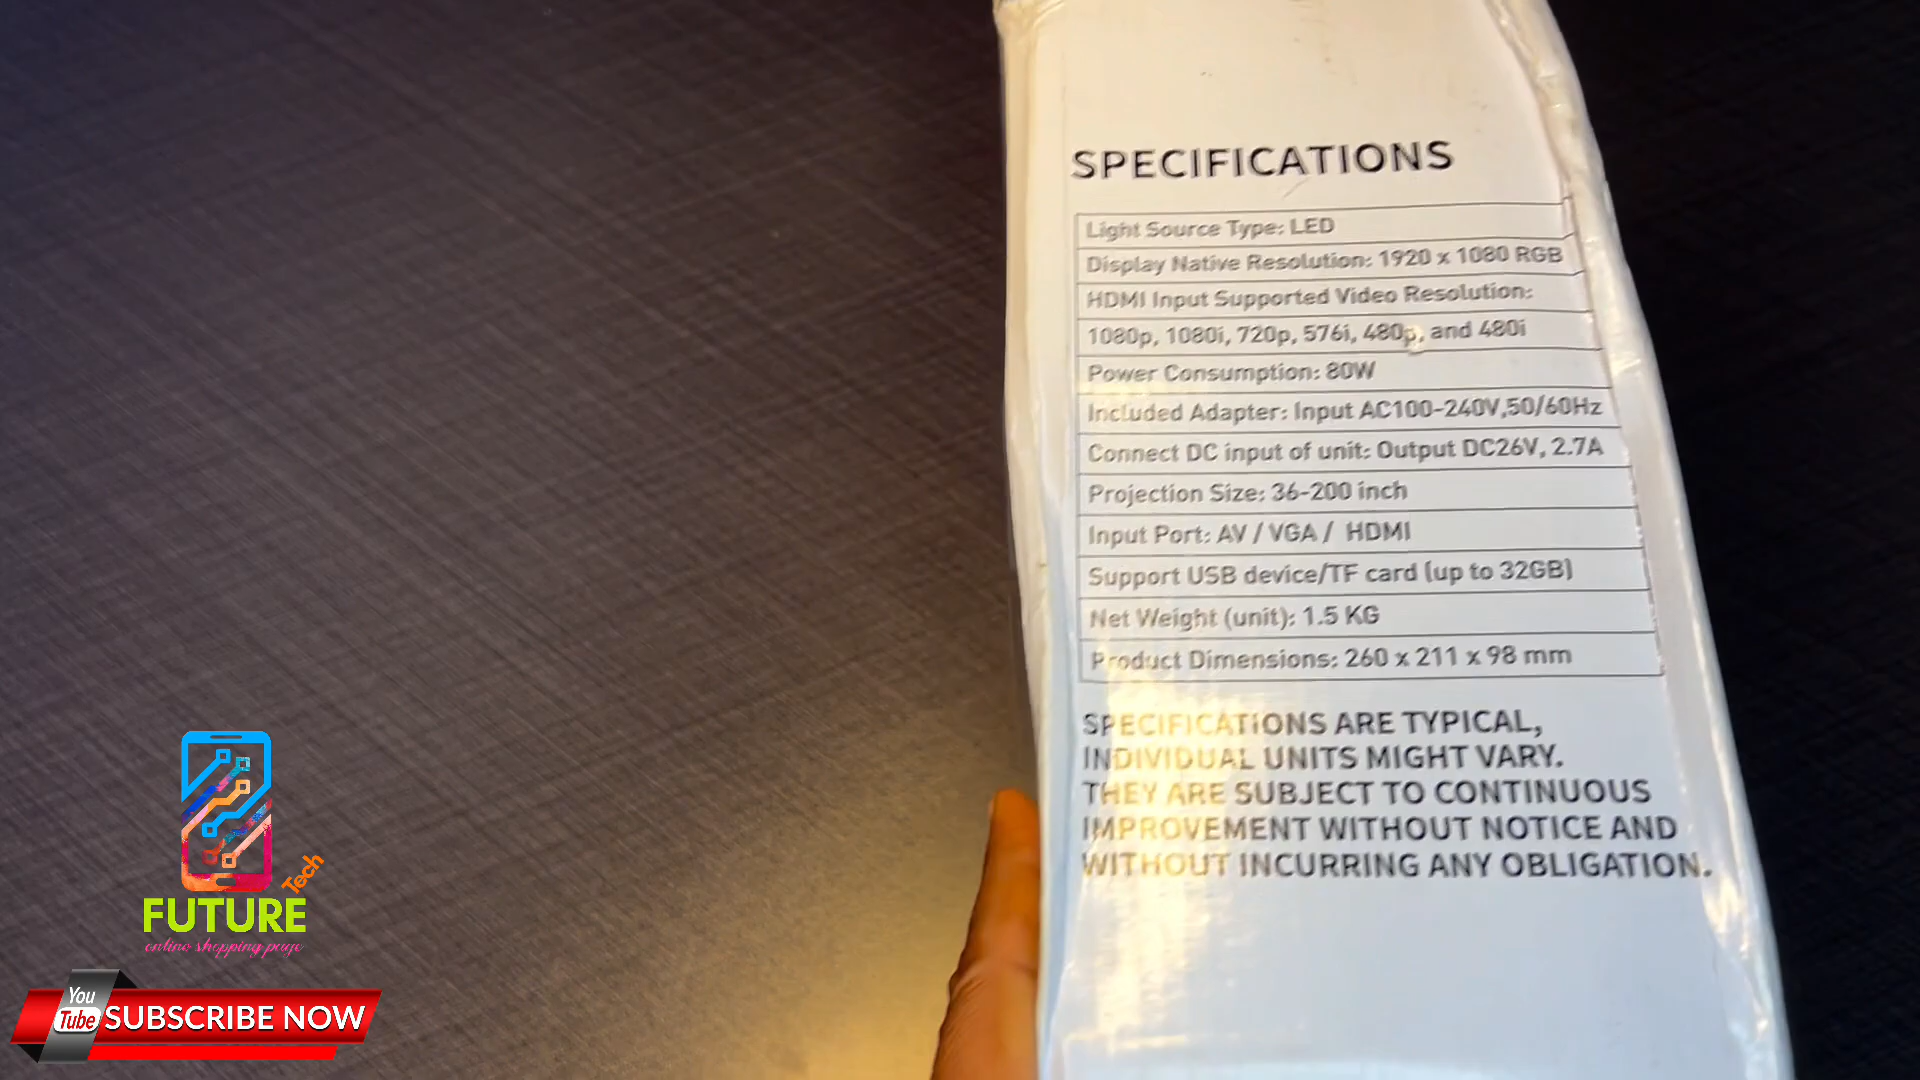 SPECIFICATIONS
Light Source Type: LED
Display Native Resolution: 1920 x 1080 RGB
HDMI Input Supported Video Resolution:
1080p, 1080i, 720p, 576i, 480p, and 480i
Power Consumption: 80W
Included Adapter: Input AC100-240V,50/60Hz
Connect DC input of unit: Output DC26V, 2.7A
Projection Size: 36-200 inch
Input Port: AV / VGA / HDMI
Support USB device/TF card (up to 32GB)
Net Weight (unit): 1.5 KG
Product Dimensions: 260 x 211 x 98 mm
SPECIFICATIONS ARE TYPICAL,
INDIVIDUAL UNITS MIGHT VARY.
THEY ARE SUBJECT TO CONTINUOUS
IMPROVEMENT WITHOUT NOTICE AND
WITHOUT INCURRING ANY OBLIGATION.
Tech
FUTURE
online shopping page
You
Tube
SUBSCRIBE NOW